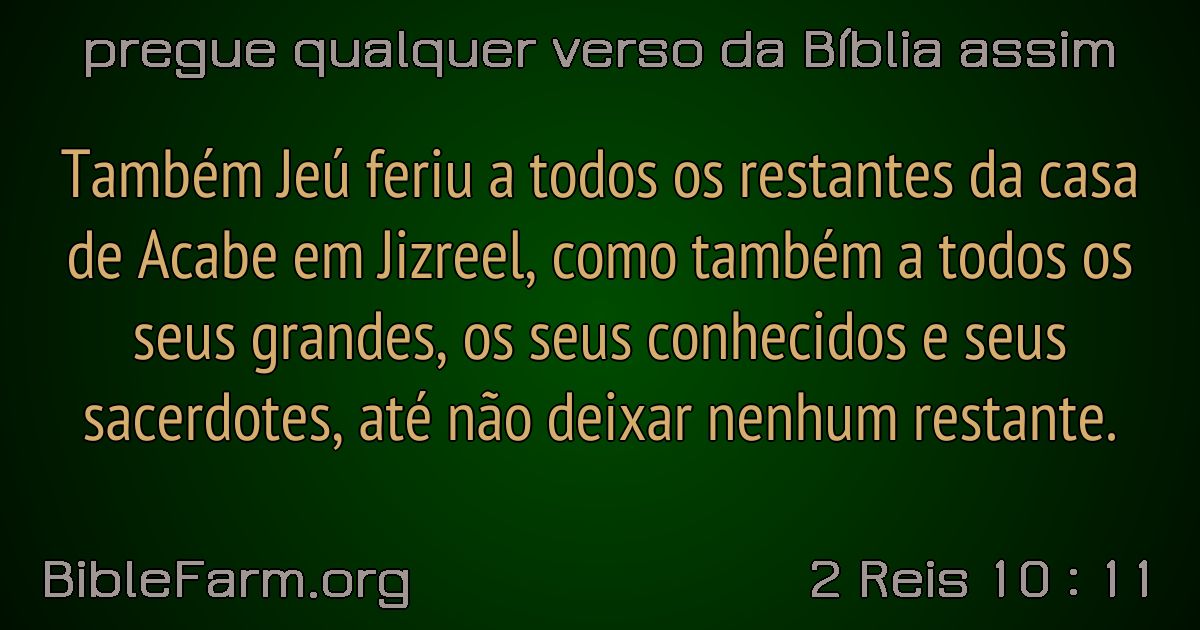 pregue qualquer verso da Bíblia assim
Também Jeú feriu a todos os restantes da casa
de Acabe em Jizreel, como também a todos os
seus grandes, os seus conhecidos e seus
sacerdotes, até não deixar nenhum restante.
BibleFarm.org
2 Reis 10 : 11